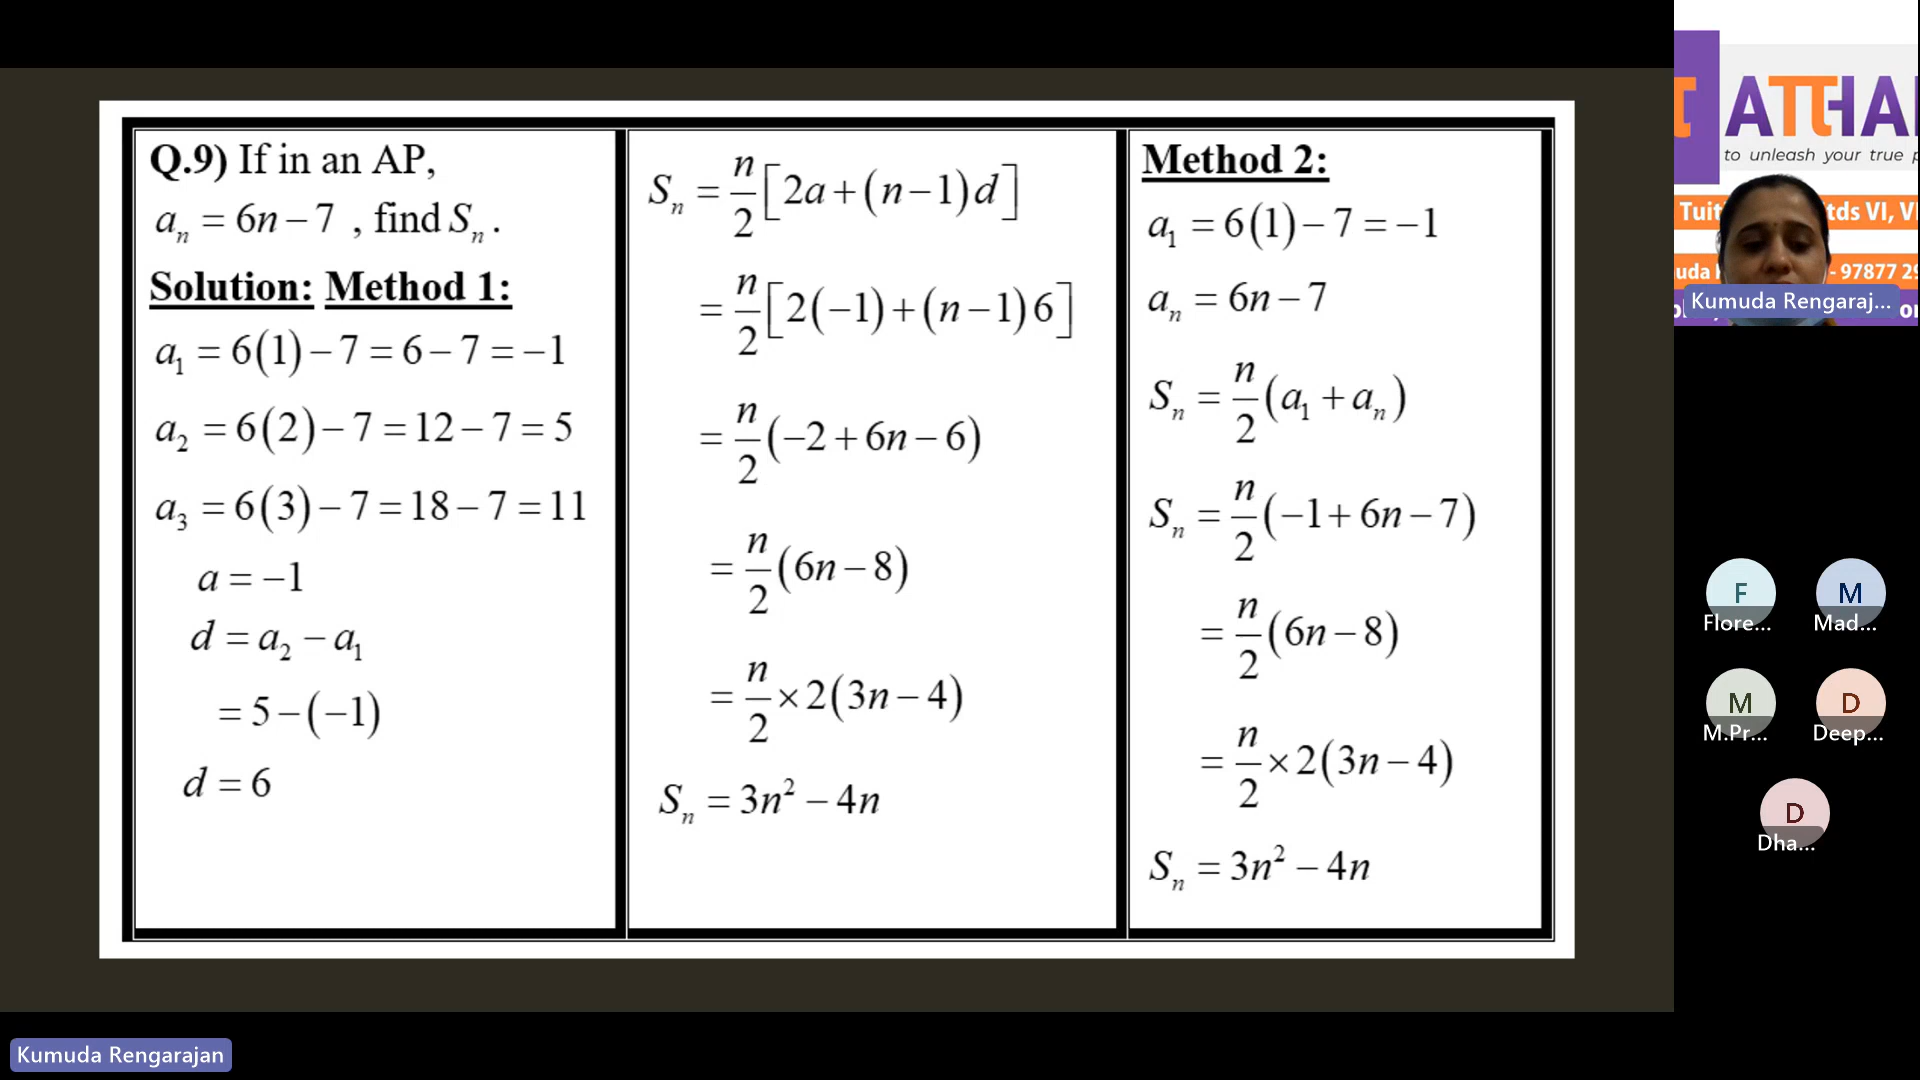 Q.9) If in an AP,
aₙ = 6n − 7 , find Sₙ.
Solution: Method 1:
a₁ = 6(1) − 7 = 6 − 7 = −1
a₂ = 6(2) − 7 = 12 − 7 = 5
a₃ = 6(3) − 7 = 18 − 7 = 11
a = −1
d = a₂ − a₁
= 5 − (−1)
d = 6
Sₙ = n/2 [2a + (n − 1)d]
= n/2 [2(−1) + (n − 1)6]
= n/2 (−2 + 6n − 6)
= n/2 (6n − 8)
= n/2 × 2(3n − 4)
Sₙ = 3n² − 4n
Method 2:
a₁ = 6(1) − 7 = −1
aₙ = 6n − 7
Sₙ = n/2 (a₁ + aₙ)
Sₙ = n/2 (−1 + 6n − 7)
= n/2 (6n − 8)
= n/2 × 2(3n − 4)
Sₙ = 3n² − 4n
to unleash your true
tds VI, V
- 97877 29
Kumuda Rengaraj...
F
Flore...
M
Mad...
M
M.Pr...
D
Deep...
D
Dha...
Kumuda Rengarajan